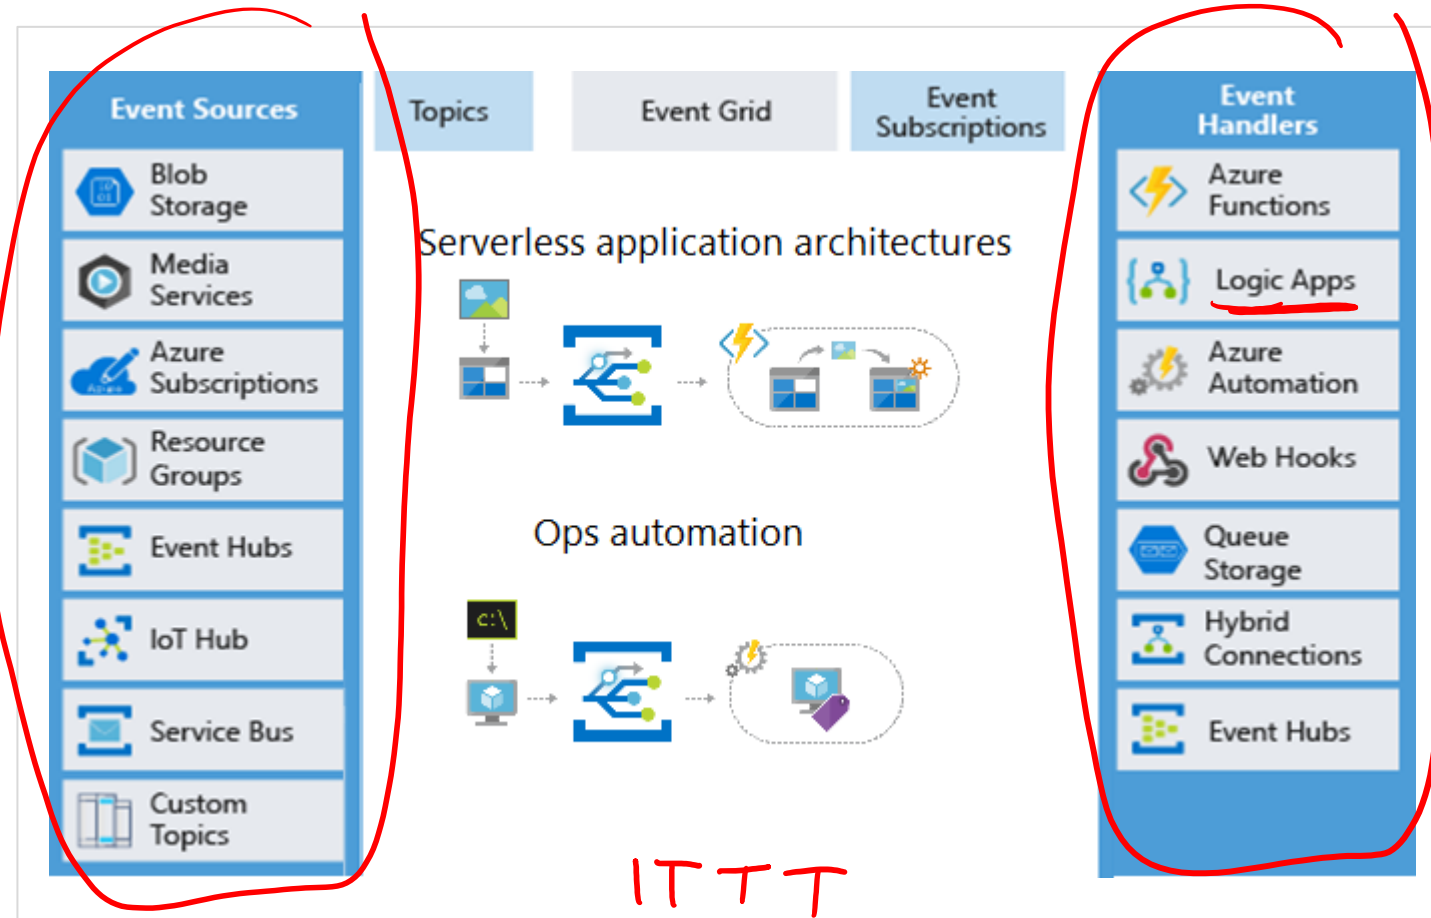 Event Sources
Topics
Event Grid
Event
Subscriptions
Event
Handlers
Blob
Storage
Media
Services
Azure
Subscriptions
Resource
Groups
Event Hubs
IoT Hub
Service Bus
Custom
Topics
Serverless application architectures
Ops automation
c:\
Azure
Functions
Logic Apps
Azure
Automation
Web Hooks
Queue
Storage
Hybrid
Connections
Event Hubs
ITTT